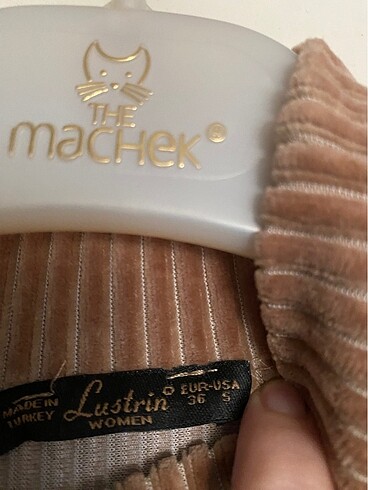 THE
macHeK®
MADE IN
TURKEY
Lustrin
WOMEN
EUR-USA
36 S